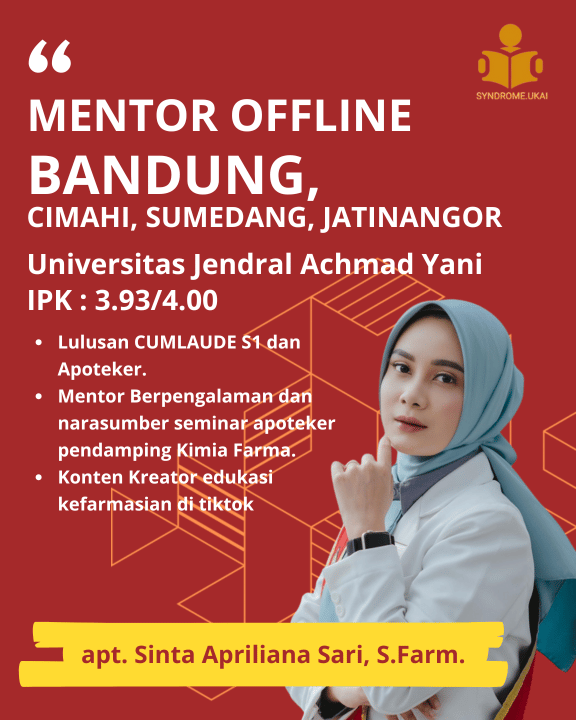 “
SYNDROME.UKAI
MENTOR OFFLINE
BANDUNG,
CIMAHI, SUMEDANG, JATINANGOR
Universitas Jendral Achmad Yani
IPK : 3.93/4.00
• Lulusan CUMLAUDE S1 dan
Apoteker.
• Mentor Berpengalaman dan
narasumber seminar apoteker
pendamping Kimia Farma.
• Konten Kreator edukasi
kefarmasian di tiktok
apt. Sinta Apriliana Sari, S.Farm.